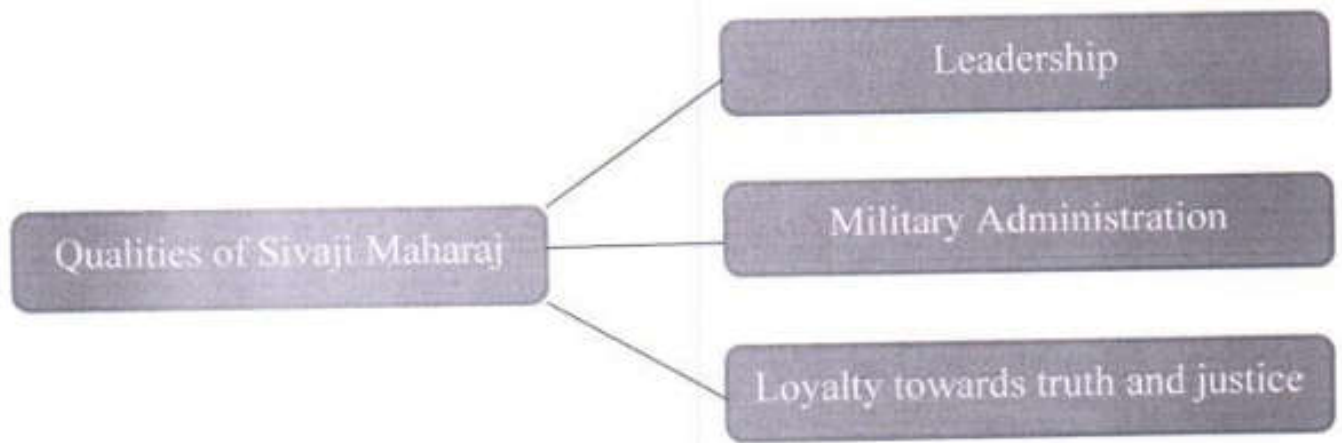 Leadership
Qualities of Sivaji Maharaj
Military Administration
Loyalty towards truth and justice